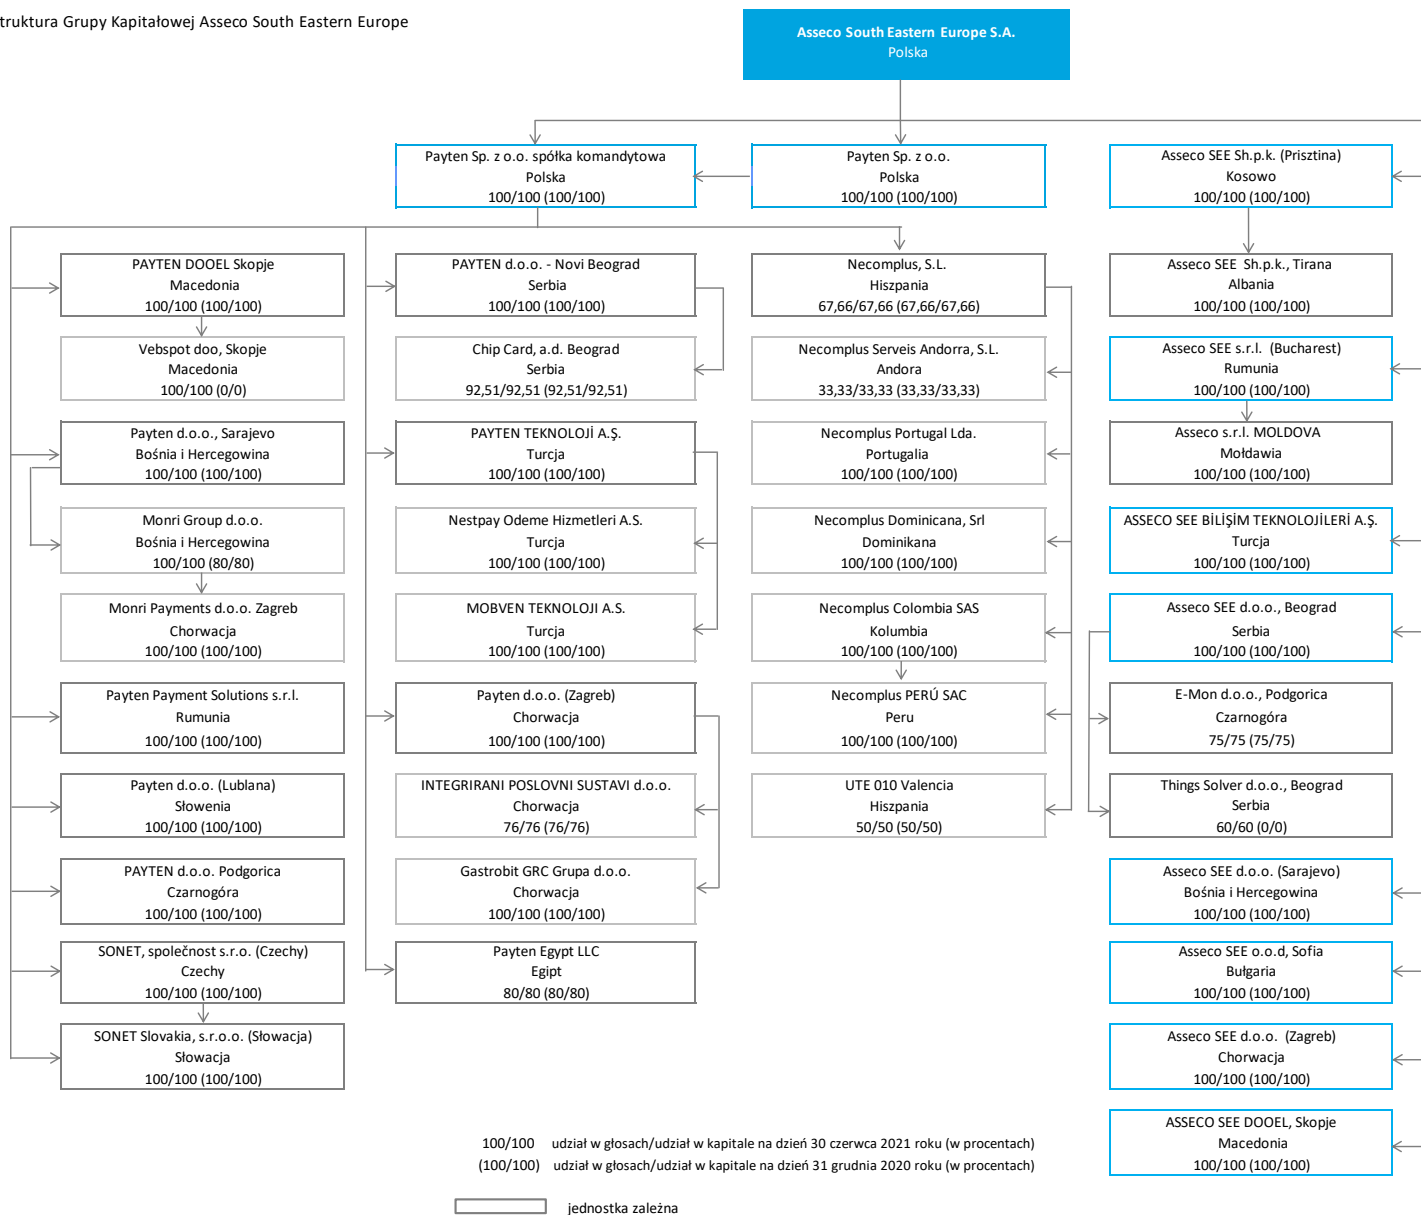 truktura Grupy Kapitałowej Asseco South Eastern Europe
Asseco South Eastern Europe S.A.
Polska
Payten Sp. z o.o. spółka komandytowa
Polska
100/100 (100/100)
Payten Sp. z o.o.
Polska
100/100 (100/100)
Asseco SEE Sh.p.k. (Prisztina)
Kosowo
100/100 (100/100)
PAYTEN DOOEL Skopje
Macedonia
100/100 (100/100)
Vebspot doo, Skopje
Macedonia
100/100 (0/0)
Payten d.o.o., Sarajevo
Bośnia i Hercegowina
100/100 (100/100)
Monri Group d.o.o.
Bośnia i Hercegowina
100/100 (80/80)
Monri Payments d.o.o. Zagreb
Chorwacja
100/100 (100/100)
Payten Payment Solutions s.r.l.
Rumunia
100/100 (100/100)
Payten d.o.o. (Lublana)
Słowenia
100/100 (100/100)
PAYTEN d.o.o. Podgorica
Czarnogóra
100/100 (100/100)
SONET, společnost s.r.o. (Czechy)
Czechy
100/100 (100/100)
SONET Slovakia, s.r.o.o. (Słowacja)
Słowacja
100/100 (100/100)
PAYTEN d.o.o. - Novi Beograd
Serbia
100/100 (100/100)
Chip Card, a.d. Beograd
Serbia
92,51/92,51 (92,51/92,51)
PAYTEN TEKNOLOJİ A.Ş.
Turcja
100/100 (100/100)
Nestpay Odeme Hizmetleri A.S.
Turcja
100/100 (100/100)
MOBVEN TEKNOLOJI A.S.
Turcja
100/100 (100/100)
Payten d.o.o. (Zagreb)
Chorwacja
100/100 (100/100)
INTEGRIRANI POSLOVNI SUSTAVI d.o.o.
Chorwacja
76/76 (76/76)
Gastrobit GRC Grupa d.o.o.
Chorwacja
100/100 (100/100)
Payten Egypt LLC
Egipt
80/80 (80/80)
Necomplus, S.L.
Hiszpania
67,66/67,66 (67,66/67,66)
Necomplus Serveis Andorra, S.L.
Andora
33,33/33,33 (33,33/33,33)
Necomplus Portugal Lda.
Portugalia
100/100 (100/100)
Necomplus Dominicana, Srl
Dominikana
100/100 (100/100)
Necomplus Colombia SAS
Kolumbia
100/100 (100/100)
Necomplus PERÚ SAC
Peru
100/100 (100/100)
UTE 010 Valencia
Hiszpania
50/50 (50/50)
Asseco SEE Sh.p.k., Tirana
Albania
100/100 (100/100)
Asseco SEE s.r.l. (Bucharest)
Rumunia
100/100 (100/100)
Asseco s.r.l. MOLDOVA
Mołdawia
100/100 (100/100)
ASSECO SEE BİLİŞİM TEKNOLOJİLERİ A.Ş.
Turcja
100/100 (100/100)
Asseco SEE d.o.o., Beograd
Serbia
100/100 (100/100)
E-Mon d.o.o., Podgorica
Czarnogóra
75/75 (75/75)
Things Solver d.o.o., Beograd
Serbia
60/60 (0/0)
Asseco SEE d.o.o. (Sarajevo)
Bośnia i Hercegowina
100/100 (100/100)
Asseco SEE o.o.d, Sofia
Bułgaria
100/100 (100/100)
Asseco SEE d.o.o. (Zagreb)
Chorwacja
100/100 (100/100)
ASSECO SEE DOOEL, Skopje
Macedonia
100/100 (100/100)
100/100 udział w głosach/udział w kapitale na dzień 30 czerwca 2021 roku (w procentach)
(100/100) udział w głosach/udział w kapitale na dzień 31 grudnia 2020 roku (w procentach)
jednostka zależna